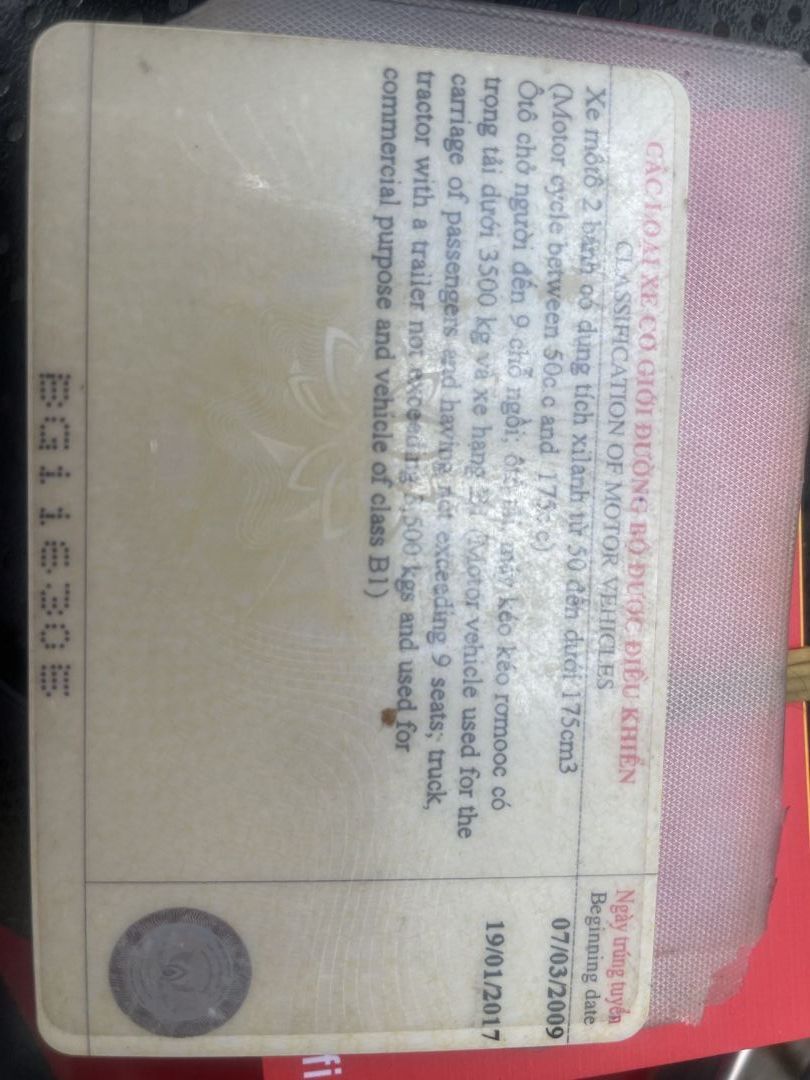 CÁC LOẠI XE CƠ GIỚI ĐƯỜNG BỘ ĐƯỢC ĐIỀU KHIỂN
CLASSIFICATION OF MOTOR VEHICLES
Ngày trúng tuyển
Beginning date
Xe môtô 2 bánh có dung tích xilanh từ 50 đến dưới 175cm3
(Motor cycle between 50c.c and 175c.c)
07/03/2009
Ôtô chở người đến 9 chỗ ngồi; ôtô tải, máy kéo kéo romooc có
trọng tải dưới 3500 kg và xe hạng B1 (Motor vehicle used for the
carriage of passengers and having not exceeding 9 seats; truck,
tractor with a trailer not exceeding 3,500 kgs and used for
commercial purpose and vehicle of class B1)
19/01/2017
BG111630E
fi